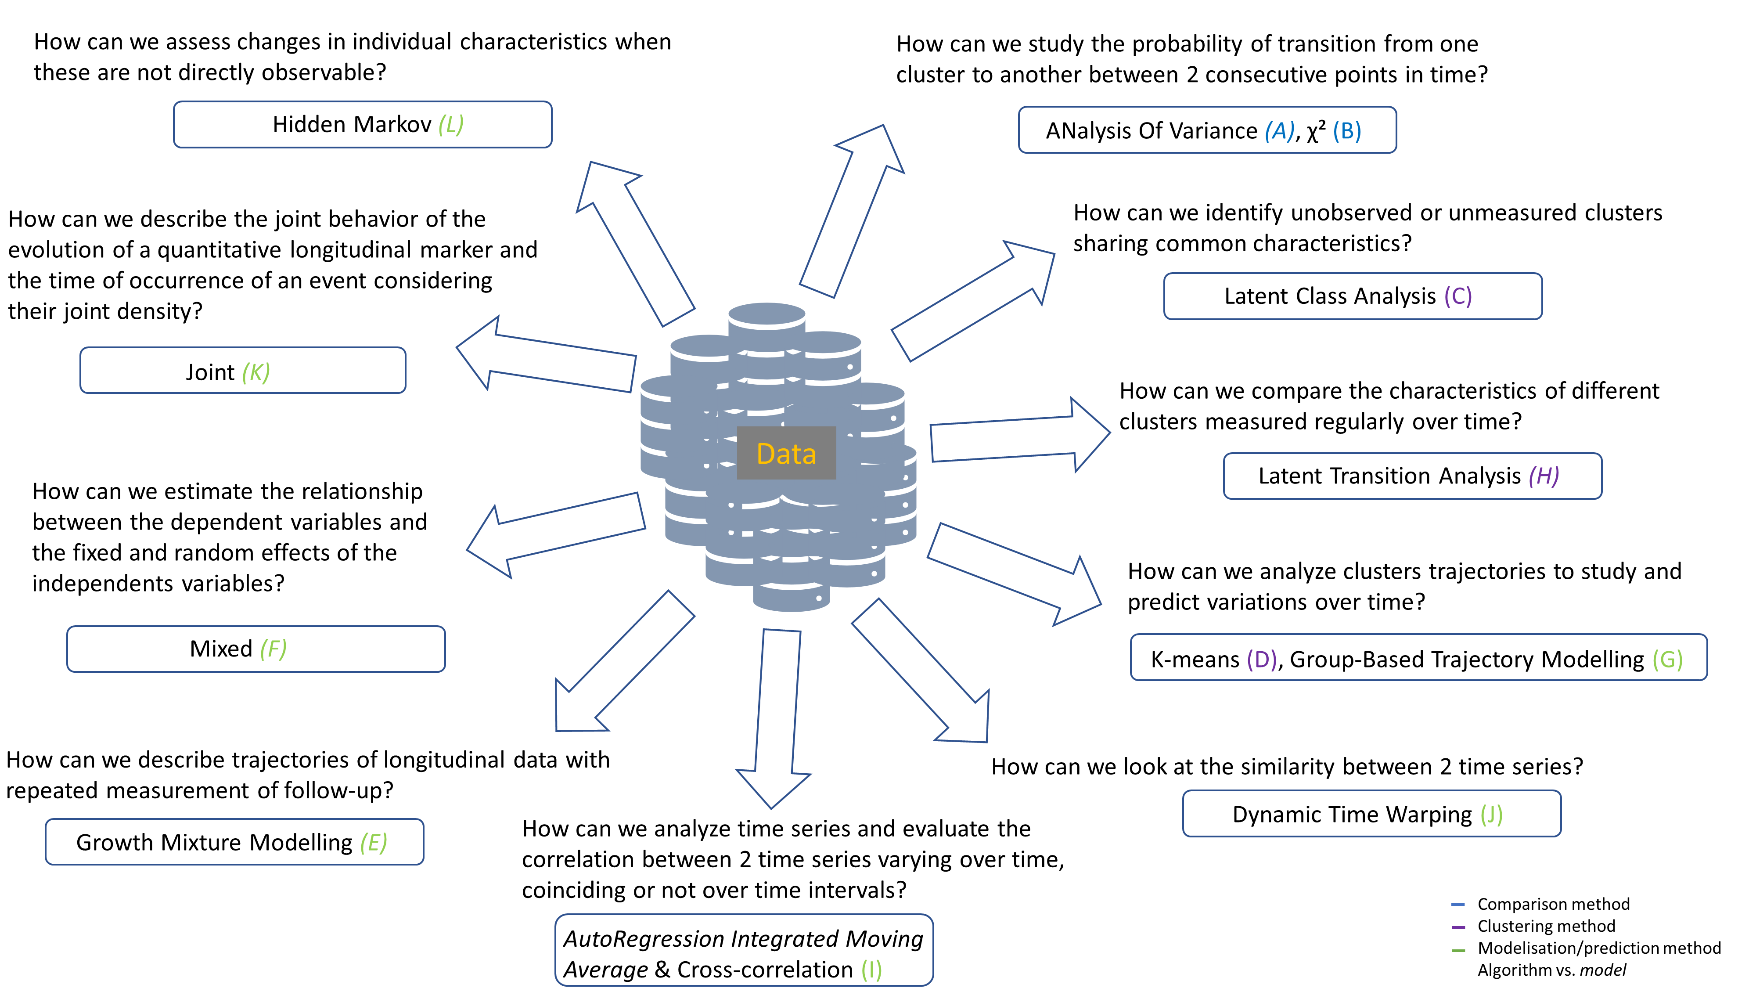 How can we assess changes in individual characteristics when
these are not directly observable?
Hidden Markov (L)
How can we study the probability of transition from one
cluster to another between 2 consecutive points in time?
ANalysis Of Variance (A), χ² (B)
How can we describe the joint behavior of the
evolution of a quantitative longitudinal marker and
the time of occurrence of an event considering
their joint density?
Joint (K)
How can we identify unobserved or unmeasured clusters
sharing common characteristics?
Latent Class Analysis (C)
How can we compare the characteristics of different
clusters measured regularly over time?
Latent Transition Analysis (H)
Data
How can we estimate the relationship
between the dependent variables and
the fixed and random effects of the
independents variables?
Mixed (F)
How can we analyze clusters trajectories to study and
predict variations over time?
K-means (D), Group-Based Trajectory Modelling (G)
How can we describe trajectories of longitudinal data with
repeated measurement of follow-up?
Growth Mixture Modelling (E)
How can we analyze time series and evaluate the
correlation between 2 time series varying over time,
coinciding or not over time intervals?
AutoRegression Integrated Moving
Average & Cross-correlation (I)
How can we look at the similarity between 2 time series?
Dynamic Time Warping (J)
Comparison method
Clustering method
Modelisation/prediction method
Algorithm vs. model